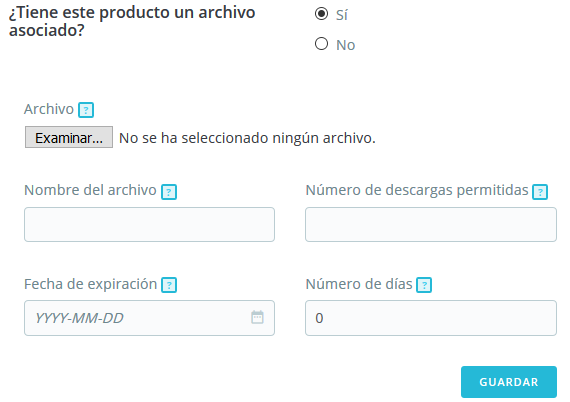 ¿Tiene este producto un archivo
asociado?
Sí
No
Archivo ?
Examinar... No se ha seleccionado ningún archivo.
Nombre del archivo ?
Número de descargas permitidas ?
Fecha de expiración ?
Número de días ?
YYYY-MM-DD
0
GUARDAR